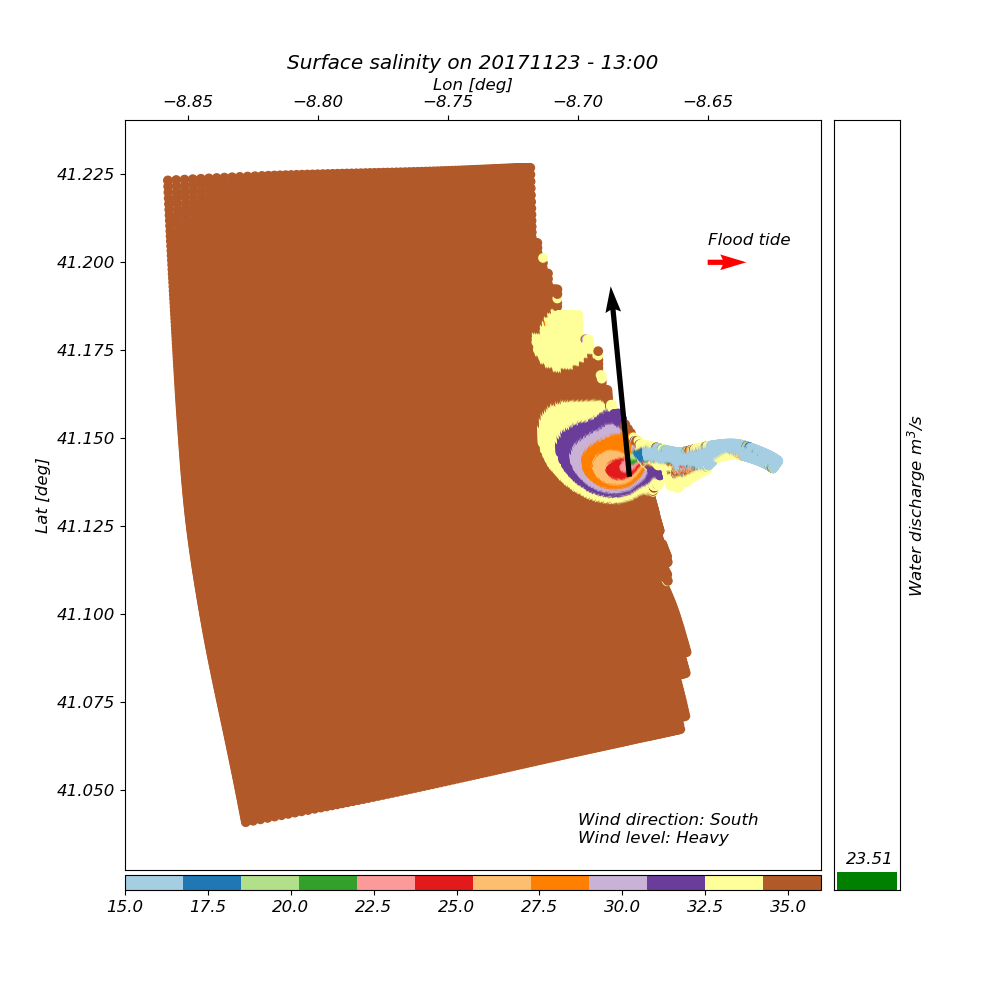 Surface salinity on 20171123 - 13:00
Lon [deg]
−8.85 −8.80 −8.75 −8.70 −8.65
41.225
41.200
41.175
41.150
41.125
41.100
41.075
41.050
Lat [deg]
Flood tide
Wind direction: South
Wind level: Heavy
Water discharge m³/s
23.51
15.0 17.5 20.0 22.5 25.0 27.5 30.0 32.5 35.0